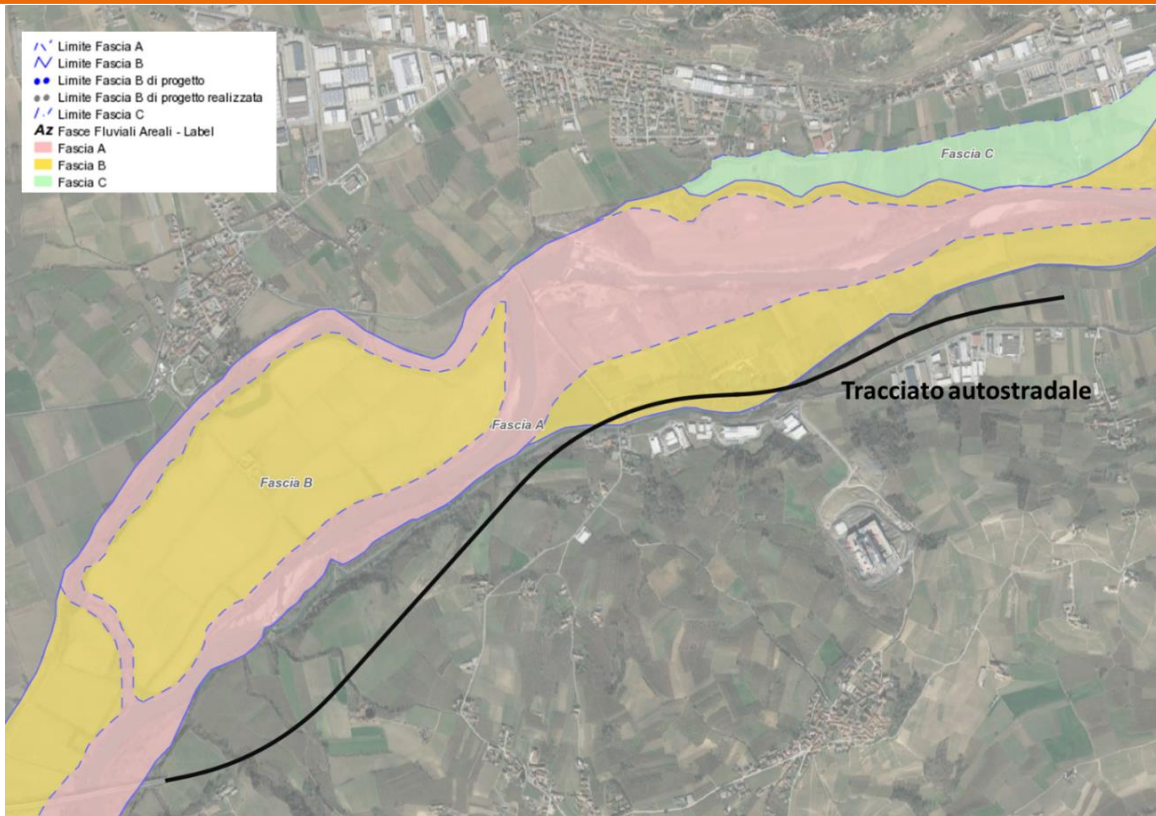 Limite Fascia A
Limite Fascia B
Limite Fascia B di progetto
Limite Fascia B di progetto realizzata
Limite Fascia C
Az Fasce Fluviali Areali - Label
Fascia A
Fascia B
Fascia C
Fascia C
Tracciato autostradale
Fascia A
Fascia B